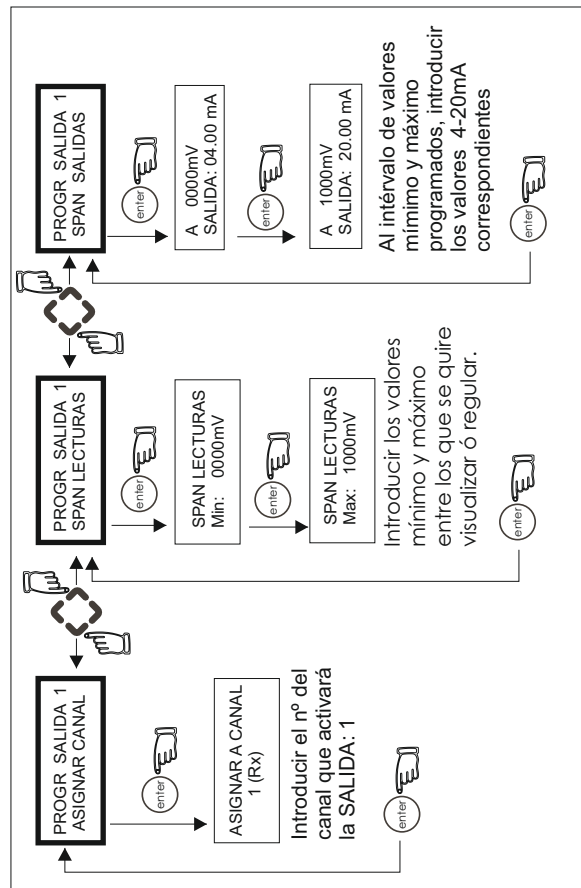 PROGR SALIDA 1
ASIGNAR CANAL
enter
ASIGNAR A CANAL
1 (Rx)
Introducir el nº del
canal que activará
la SALIDA: 1
enter
PROGR SALIDA 1
SPAN LECTURAS
enter
SPAN LECTURAS
Min: 0000mV
enter
SPAN LECTURAS
Max: 1000mV
Introducir los valores
mínimo y máximo
entre los que se quire
visualizar ó regular.
enter
PROGR SALIDA 1
SPAN SALIDAS
enter
A 0000mV
SALIDA: 04.00 mA
enter
A 1000mV
SALIDA: 20.00 mA
Al intérvalo de valores
mímimo y máximo
programados, introducir
los valores 4-20mA
correspondientes
enter